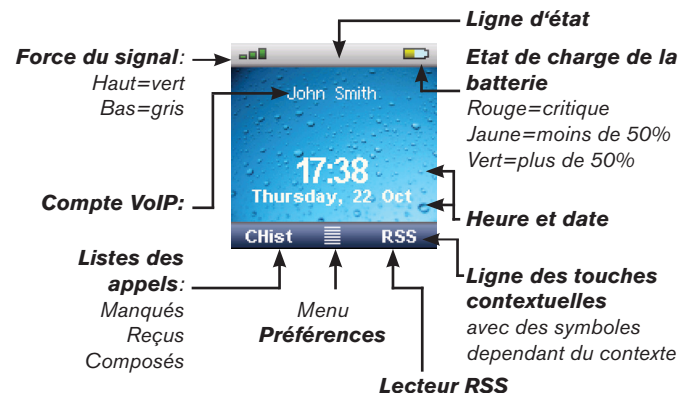 Ligne d‘état
Force du signal:
Haut=vert
Bas=gris
Etat de charge de la
batterie
Rouge=critique
Jaune=moins de 50%
Vert=plus de 50%
John Smith
17:38
Thursday, 22 Oct
Compte VoIP:
Heure et date
CHist
RSS
Listes des
appels:
Manqués
Reçus
Composés
Menu
Préférences
Ligne des touches
contextuelles
avec des symboles
dependant du contexte
Lecteur RSS